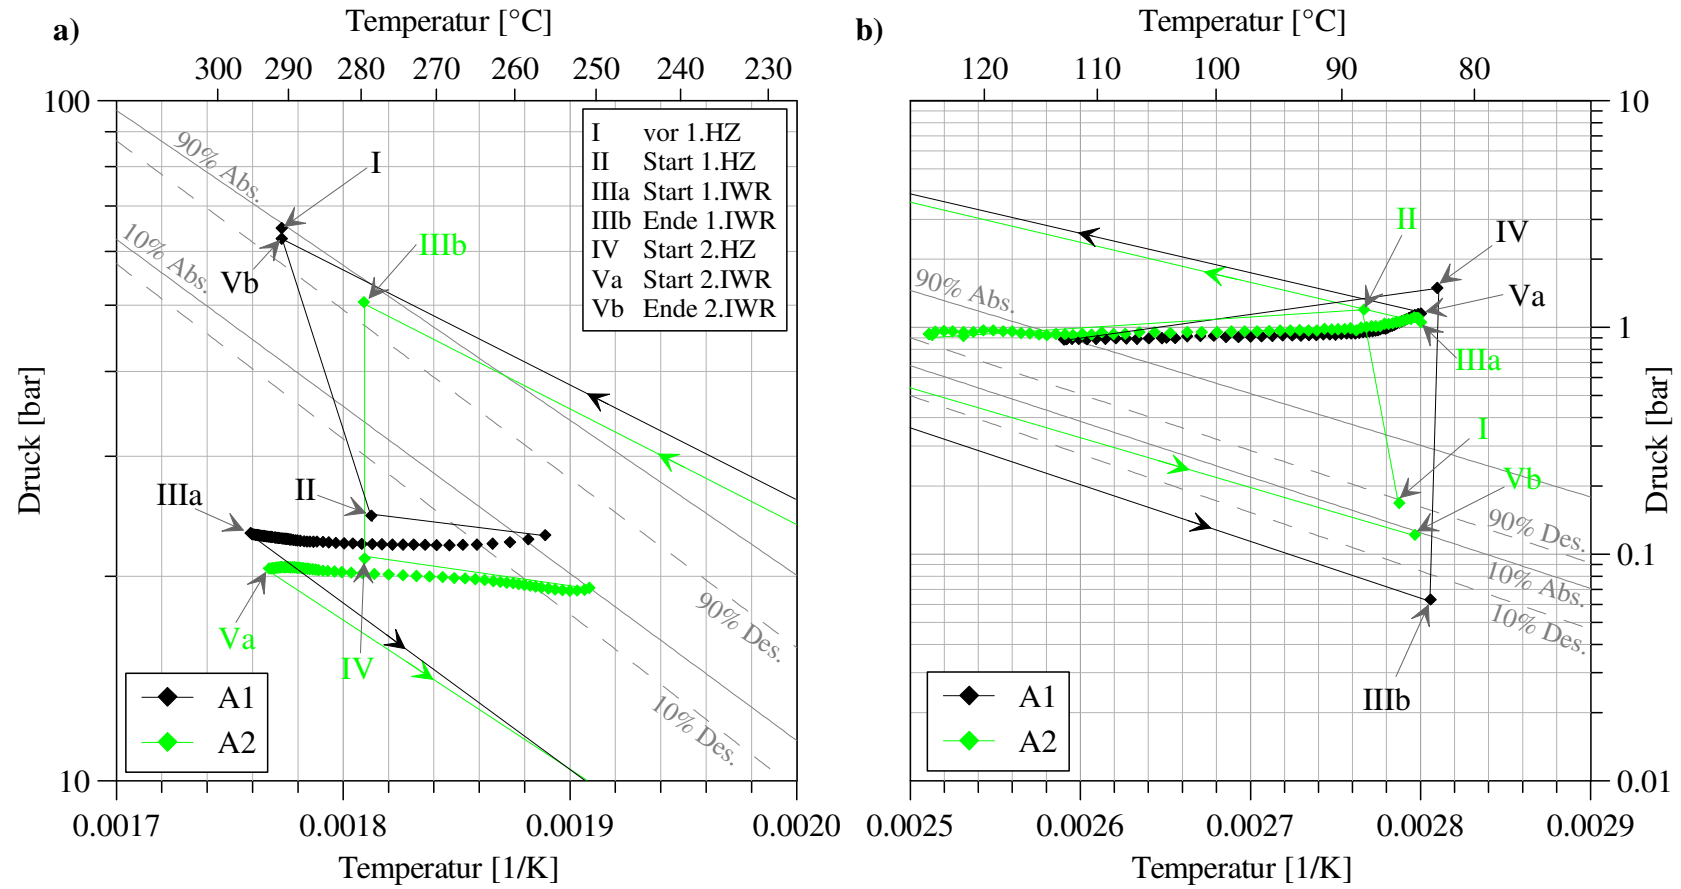 a)
Temperatur [°C]
300 290 280 270 260 250 240 230
100
10
Druck [bar]
90% Abs.
10% Abs.
90% Des.
10% Des.
I
Vb
IIIb
IIIa
II
Va
IV
I vor 1.HZ
II Start 1.HZ
IIIa Start 1.IWR
IIIb Ende 1.IWR
IV Start 2.HZ
Va Start 2.IWR
Vb Ende 2.IWR
A1
A2
0.0017 0.0018 0.0019 0.0020
Temperatur [1/K]
b)
Temperatur [°C]
120 110 100 90 80
10
1
0.1
0.01
Druck [bar]
90% Abs.
II
IV
Va
IIIa
I
Vb
90% Des.
10% Abs.
10% Des.
IIIb
A1
A2
0.0025 0.0026 0.0027 0.0028 0.0029
Temperatur [1/K]